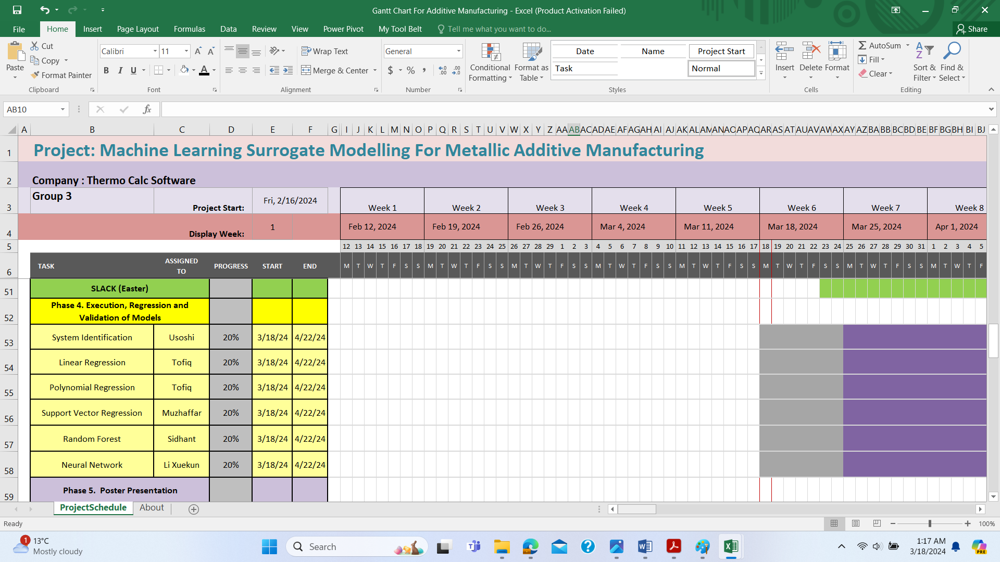 Gantt Chart For Additive Manufacturing - Excel (Product Activation Failed)
File Home Insert Page Layout Formulas Data Review View Power Pivot My Tool Belt Tell me what you want to do... Share
Paste
Cut
Copy
Format Painter
Clipboard
Calibri 11 A A
B I U A
Font
Wrap Text
Merge & Center
Alignment
General
$ % ,
Number
Conditional Formatting
Format as Table
Date Name Project Start
Task Normal
Styles
Insert Delete Format
Cells
AutoSum
Fill
Clear
Sort & Filter
Find & Select
Editing
AB10
fx
A B C D E F G I J K L M N O P Q R S T U V W X Y Z AA AB AC AD AE AF AG AH AI AJ AK AL AM AN AO AP AQ AR AS AT AU AV AW AX AY AZ BA BB BC BD BE BF BG BH BI BJ
1 Project: Machine Learning Surrogate Modelling For Metallic Additive Manufacturing
2 Company : Thermo Calc Software
3 Group 3 Project Start: Fri, 2/16/2024 Week 1 Week 2 Week 3 Week 4 Week 5 Week 6 Week 7 Week 8
4 Display Week: 1 Feb 12, 2024 Feb 19, 2024 Feb 26, 2024 Mar 4, 2024 Mar 11, 2024 Mar 18, 2024 Mar 25, 2024 Apr 1, 2024
5 12 13 14 15 16 17 18 19 20 21 22 23 24 25 26 27 28 29 1 2 3 4 5 6 7 8 9 10 11 12 13 14 15 16 17 18 19 20 21 22 23 24 25 26 27 28 29 30 31 1 2 3 4 5
6 TASK ASSIGNED TO PROGRESS START END M T W T F S S M T W T F S S M T W T F S S M T W T F S S M T W T F S S M T W T F S S M T W T F S S M T W T F
51 SLACK (Easter)
52 Phase 4. Execution, Regression and Validation of Models
53 System Identification Usoshi 20% 3/18/24 4/22/24
54 Linear Regression Tofiq 20% 3/18/24 4/22/24
55 Polynomial Regression Tofiq 20% 3/18/24 4/22/24
56 Support Vector Regression Muzhaffar 20% 3/18/24 4/22/24
57 Random Forest Sidhant 20% 3/18/24 4/22/24
58 Neural Network Li Xuekun 20% 3/18/24 4/22/24
59 Phase 5. Poster Presentation
ProjectSchedule About
Ready 100%
1 13°C
Mostly cloudy
Search
1:17 AM
3/18/2024
PRE